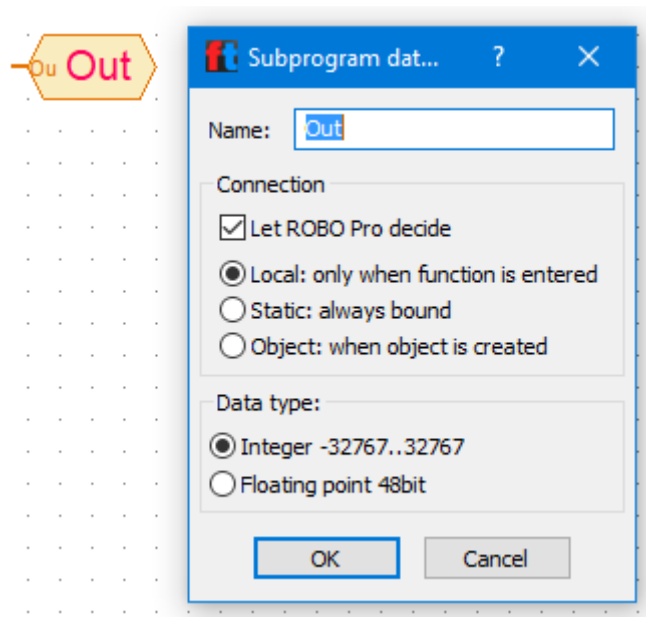 Ou Out
ft Subprogram dat... ?
Name: Out
Connection
Let ROBO Pro decide
Local: only when function is entered
Static: always bound
Object: when object is created
Data type:
Integer -32767..32767
Floating point 48bit
OK Cancel